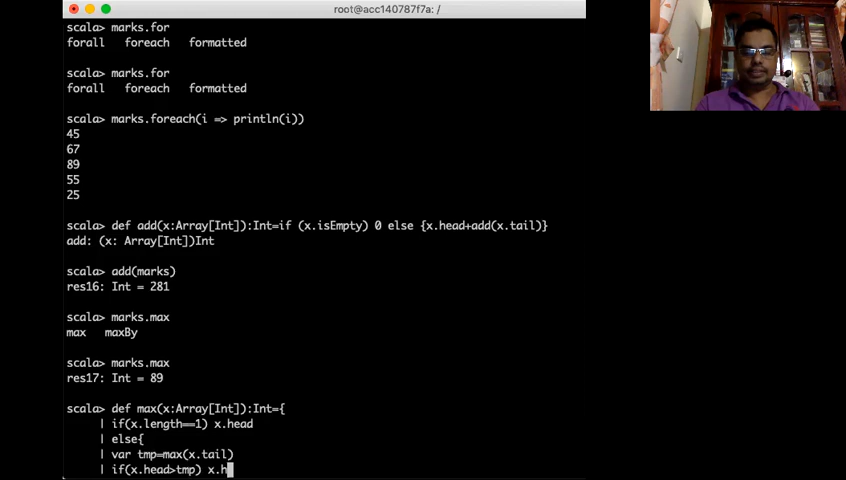 root@acc140787f7a: /
scala> marks.for
forall   foreach   formatted
scala> marks.for
forall   foreach   formatted
scala> marks.foreach(i => println(i))
45
67
89
55
25
scala> def add(x:Array[Int]):Int=if (x.isEmpty) 0 else {x.head+add(x.tail)}
add: (x: Array[Int])Int
scala> add(marks)
res16: Int = 281
scala> marks.max
max   maxBy
scala> marks.max
res17: Int = 89
scala> def max(x:Array[Int]):Int={
| if(x.length==1) x.head
| else{
| var tmp=max(x.tail)
| if(x.head>tmp) x.h